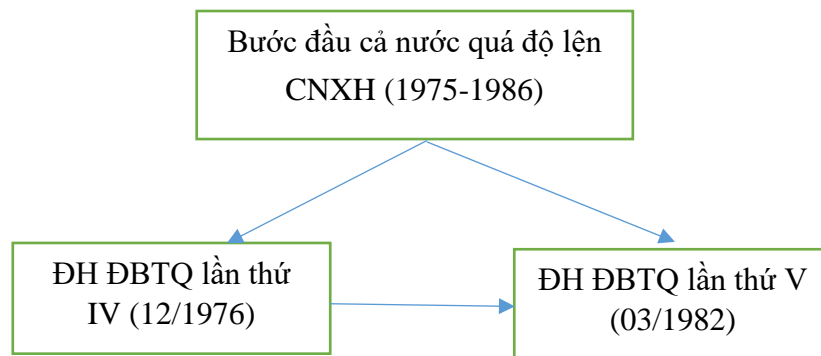 Bước đầu cả nước quá độ lện
CNXH (1975-1986)
ĐH ĐBTQ lần thứ
IV (12/1976)
ĐH ĐBTQ lần thứ V
(03/1982)